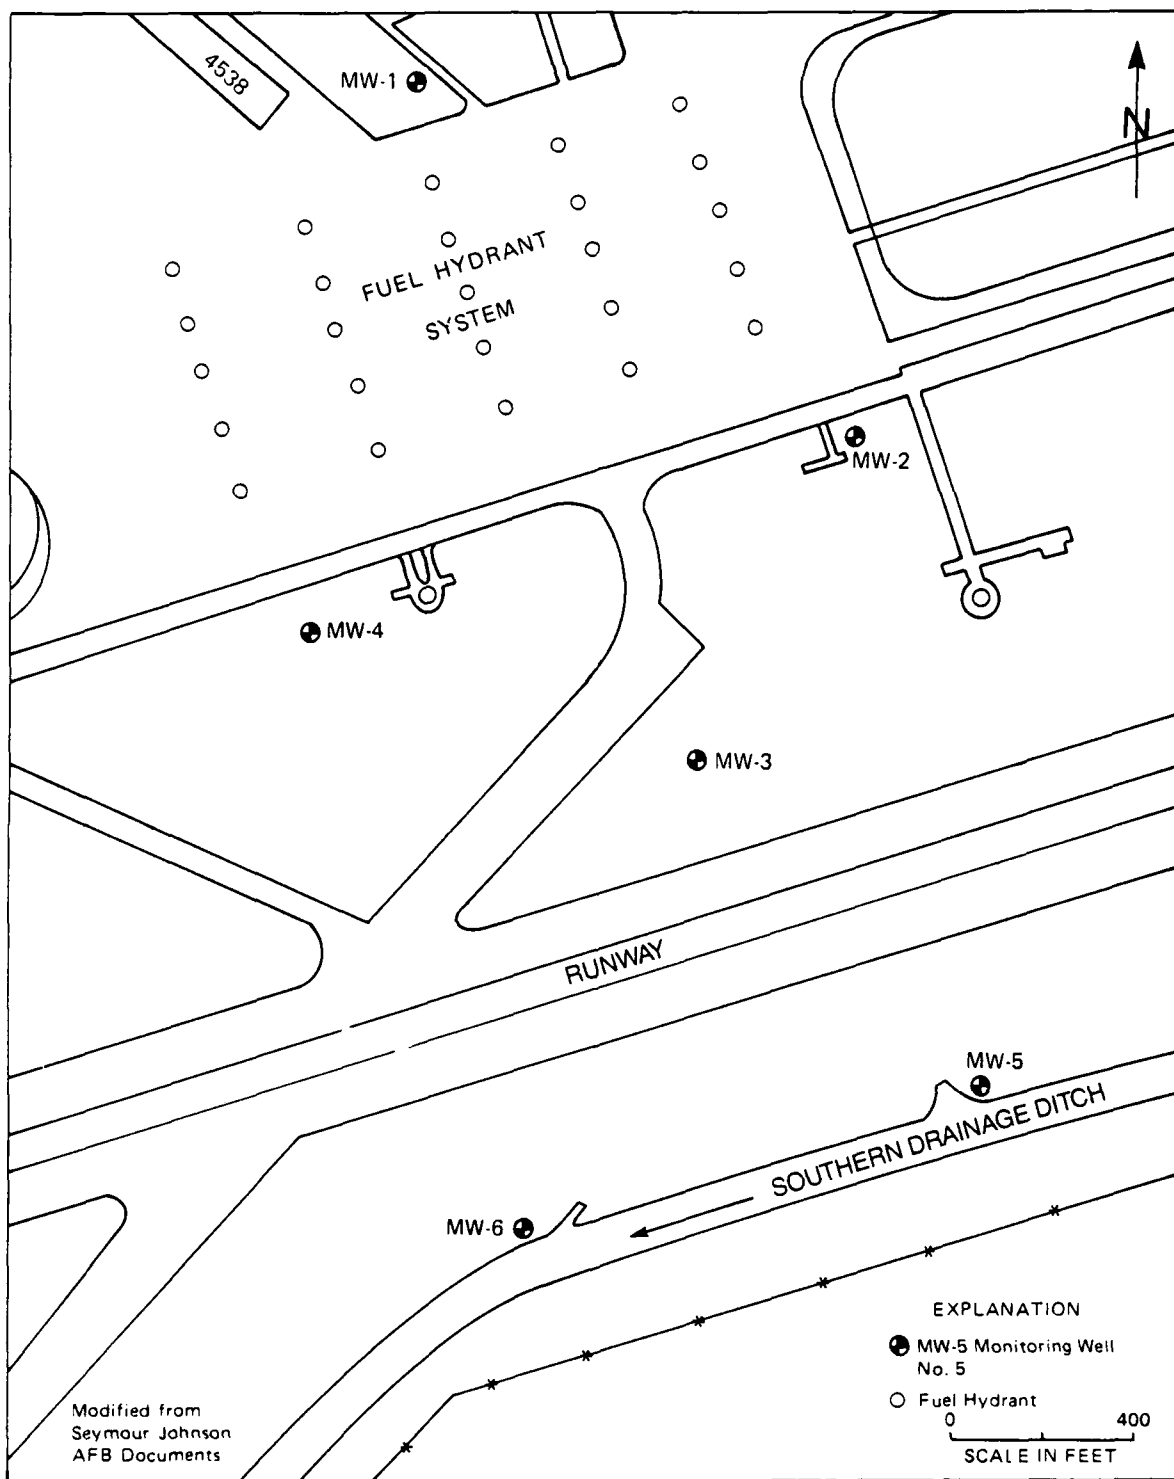 4538
MW-1
N
FUEL HYDRANT
SYSTEM
MW-2
MW-4
MW-3
RUNWAY
MW-5
SOUTHERN DRAINAGE DITCH
MW-6
EXPLANATION
MW-5 Monitoring Well
No. 5
Fuel Hydrant
0 400
SCALE IN FEET
Modified from
Seymour Johnson
AFB Documents